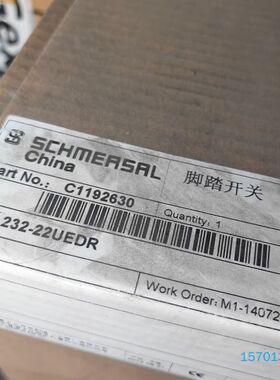 SCHMERSAL
China
脚踏开关
art No.: C1192630
Quantity: 1
232-22UEDR
Work Order: M1-14072
15701